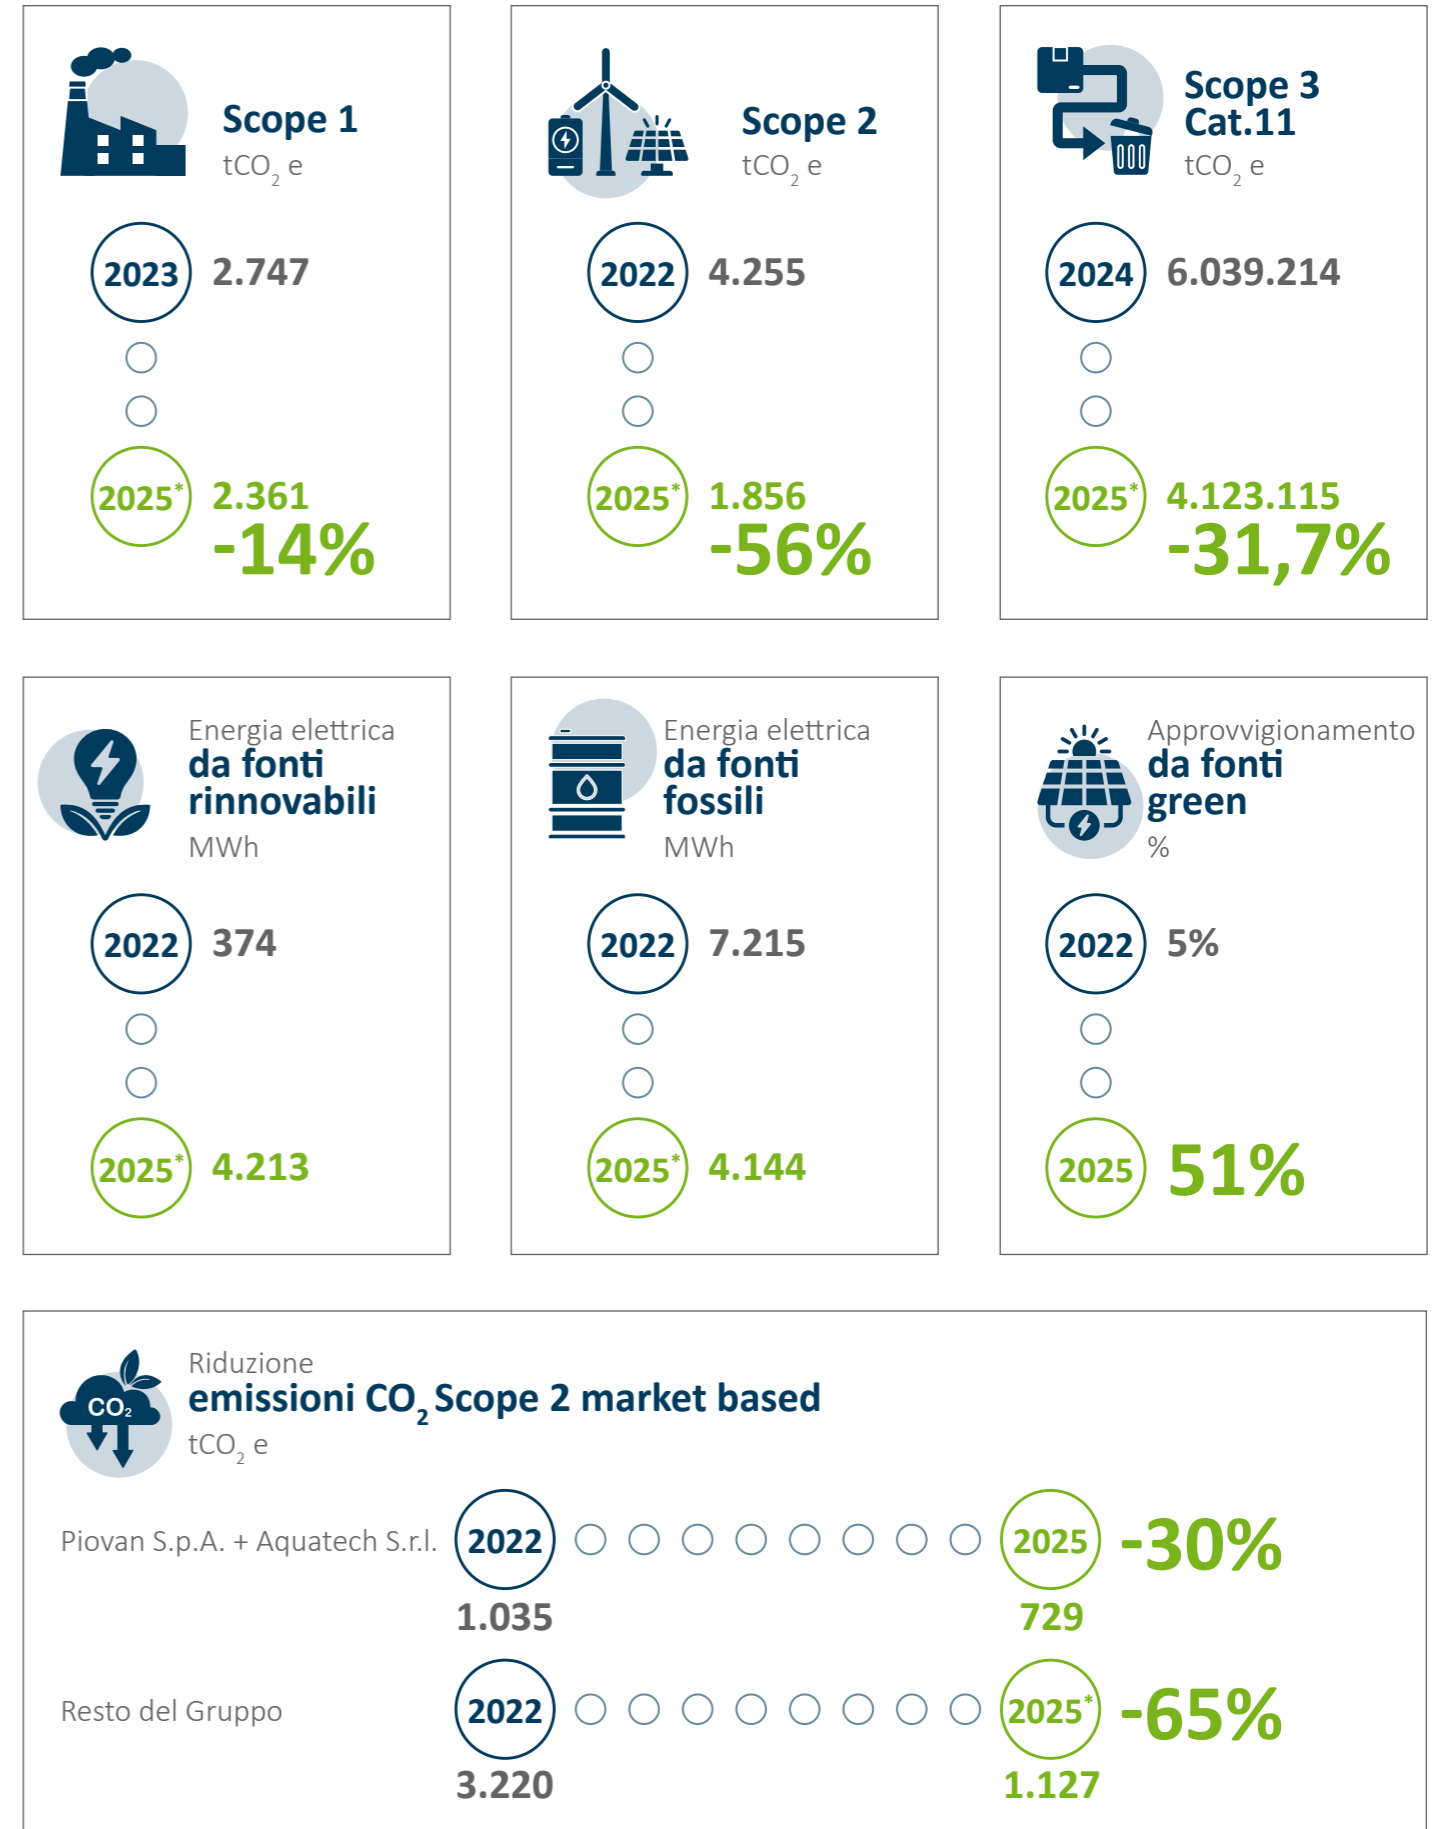 Scope 1
tCO₂ e
2023 2.747
2025* 2.361
-14%
Scope 2
tCO₂ e
2022 4.255
2025* 1.856
-56%
Scope 3
Cat.11
tCO₂ e
2024 6.039.214
2025* 4.123.115
-31,7%
Energia elettrica
da fonti
rinnovabili
MWh
2022 374
2025* 4.213
Energia elettrica
da fonti
fossili
MWh
2022 7.215
2025* 4.144
Approvvigionamento
da fonti
green
%
2022 5%
2025 51%
CO₂
Riduzione
emissioni CO₂ Scope 2 market based
tCO₂ e
Piovan S.p.A. + Aquatech S.r.l. 2022 2025 -30%
1.035 729
Resto del Gruppo 2022 2025* -65%
3.220 1.127